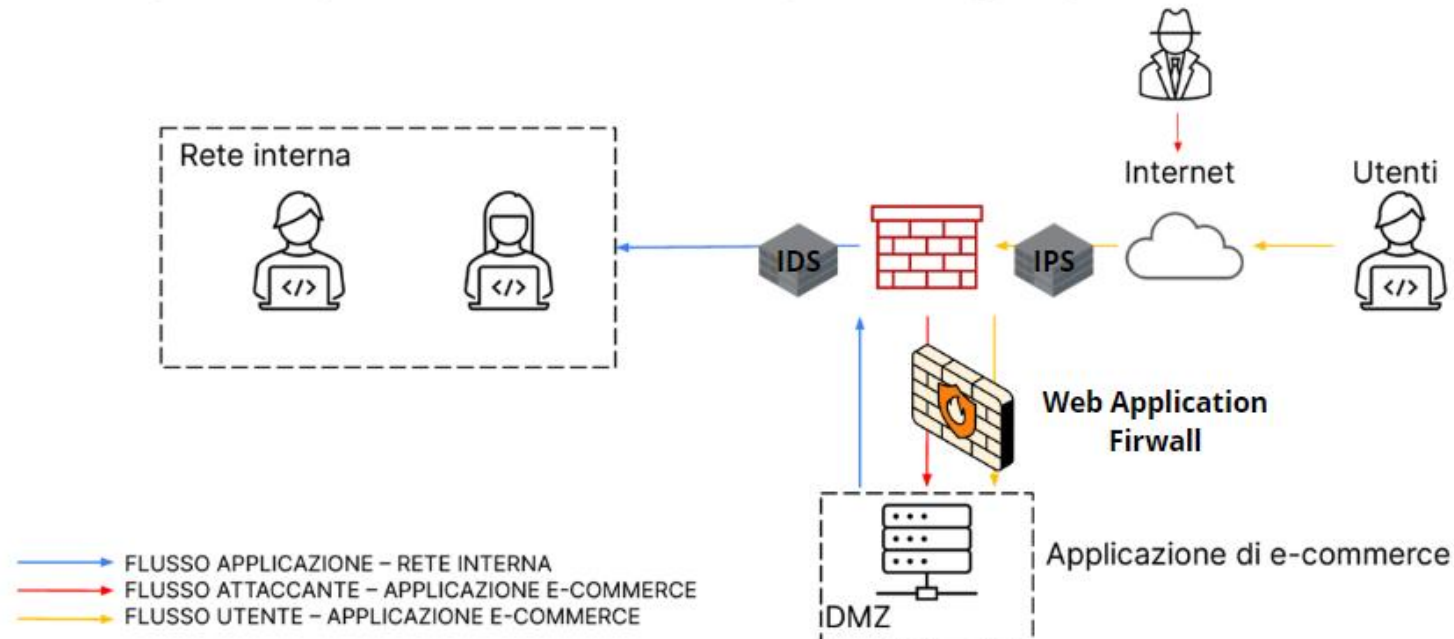 Internet
Utenti
Rete interna
IDS
IPS
Web Application
Firwall
Applicazione di e-commerce
DMZ
FLUSSO APPLICAZIONE – RETE INTERNA
FLUSSO ATTACCANTE – APPLICAZIONE E-COMMERCE
FLUSSO UTENTE – APPLICAZIONE E-COMMERCE